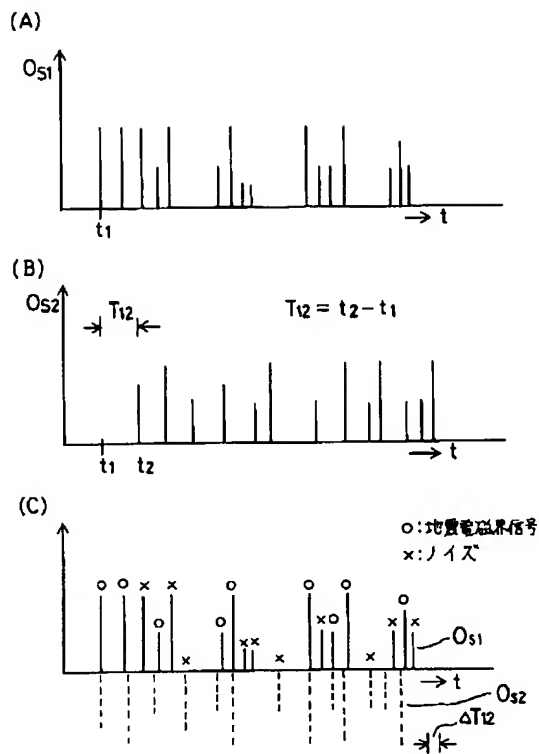 (A)
OS1
t1
t
(B)
OS2
T12
T12 = t2 - t1
t1 t2
t
(C)
o:地震電磁界信号
×:ノイズ
o o × × o × o o × × × o × o o × × o ×
OS1
t
OS2
ΔT12